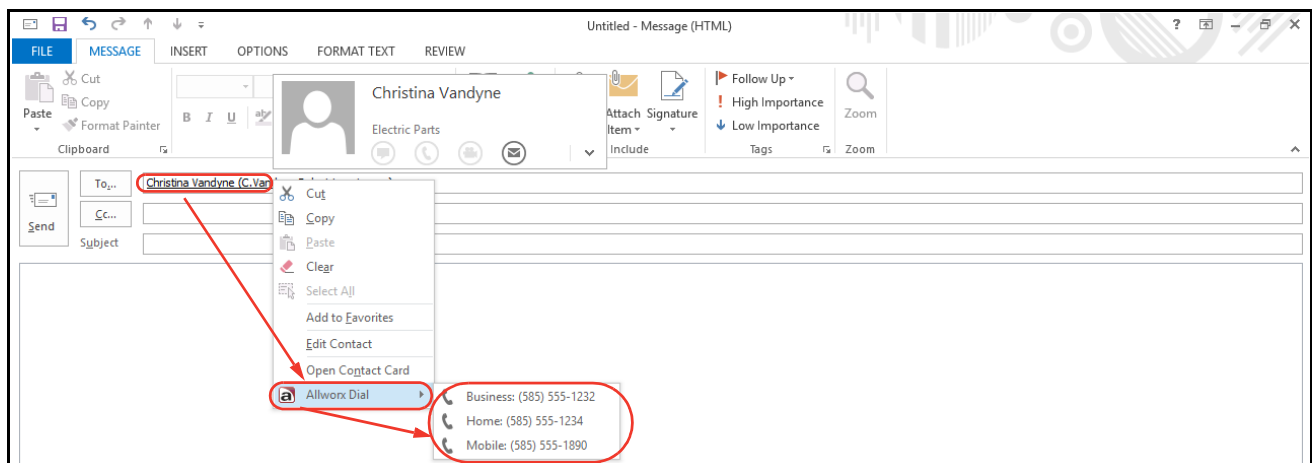 Untitled - Message (HTML)
?
FILE MESSAGE INSERT OPTIONS FORMAT TEXT REVIEW
Cut
Copy
Format Painter
Paste
Clipboard
B I U
Christina Vandyne
Electric Parts
Attach Item
Signature
Include
Follow Up
High Importance
Low Importance
Tags
Zoom
Zoom
Send
To...
Christina Vandyne (C.Van
Cc...
Subject
Cut
Copy
Paste
Clear
Select All
Add to Favorites
Edit Contact
Open Contact Card
a Allworx Dial
Business: (585) 555-1232
Home: (585) 555-1234
Mobile: (585) 555-1890